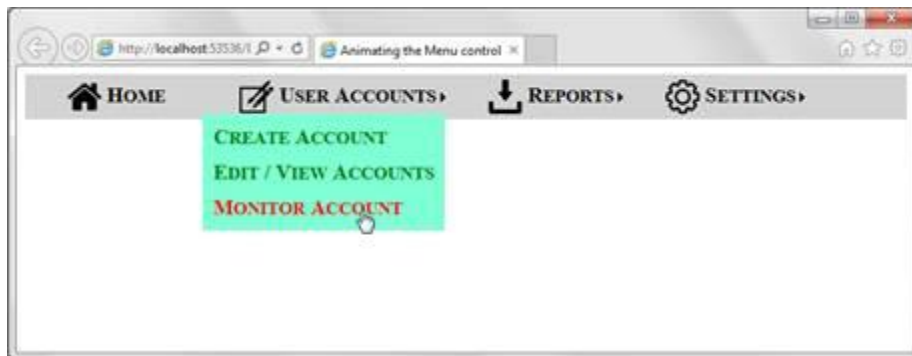 http://localhost:53536/1
Animating the Menu control
HOME USER ACCOUNTS REPORTS SETTINGS
CREATE ACCOUNT
EDIT / VIEW ACCOUNTS
MONITOR ACCOUNT